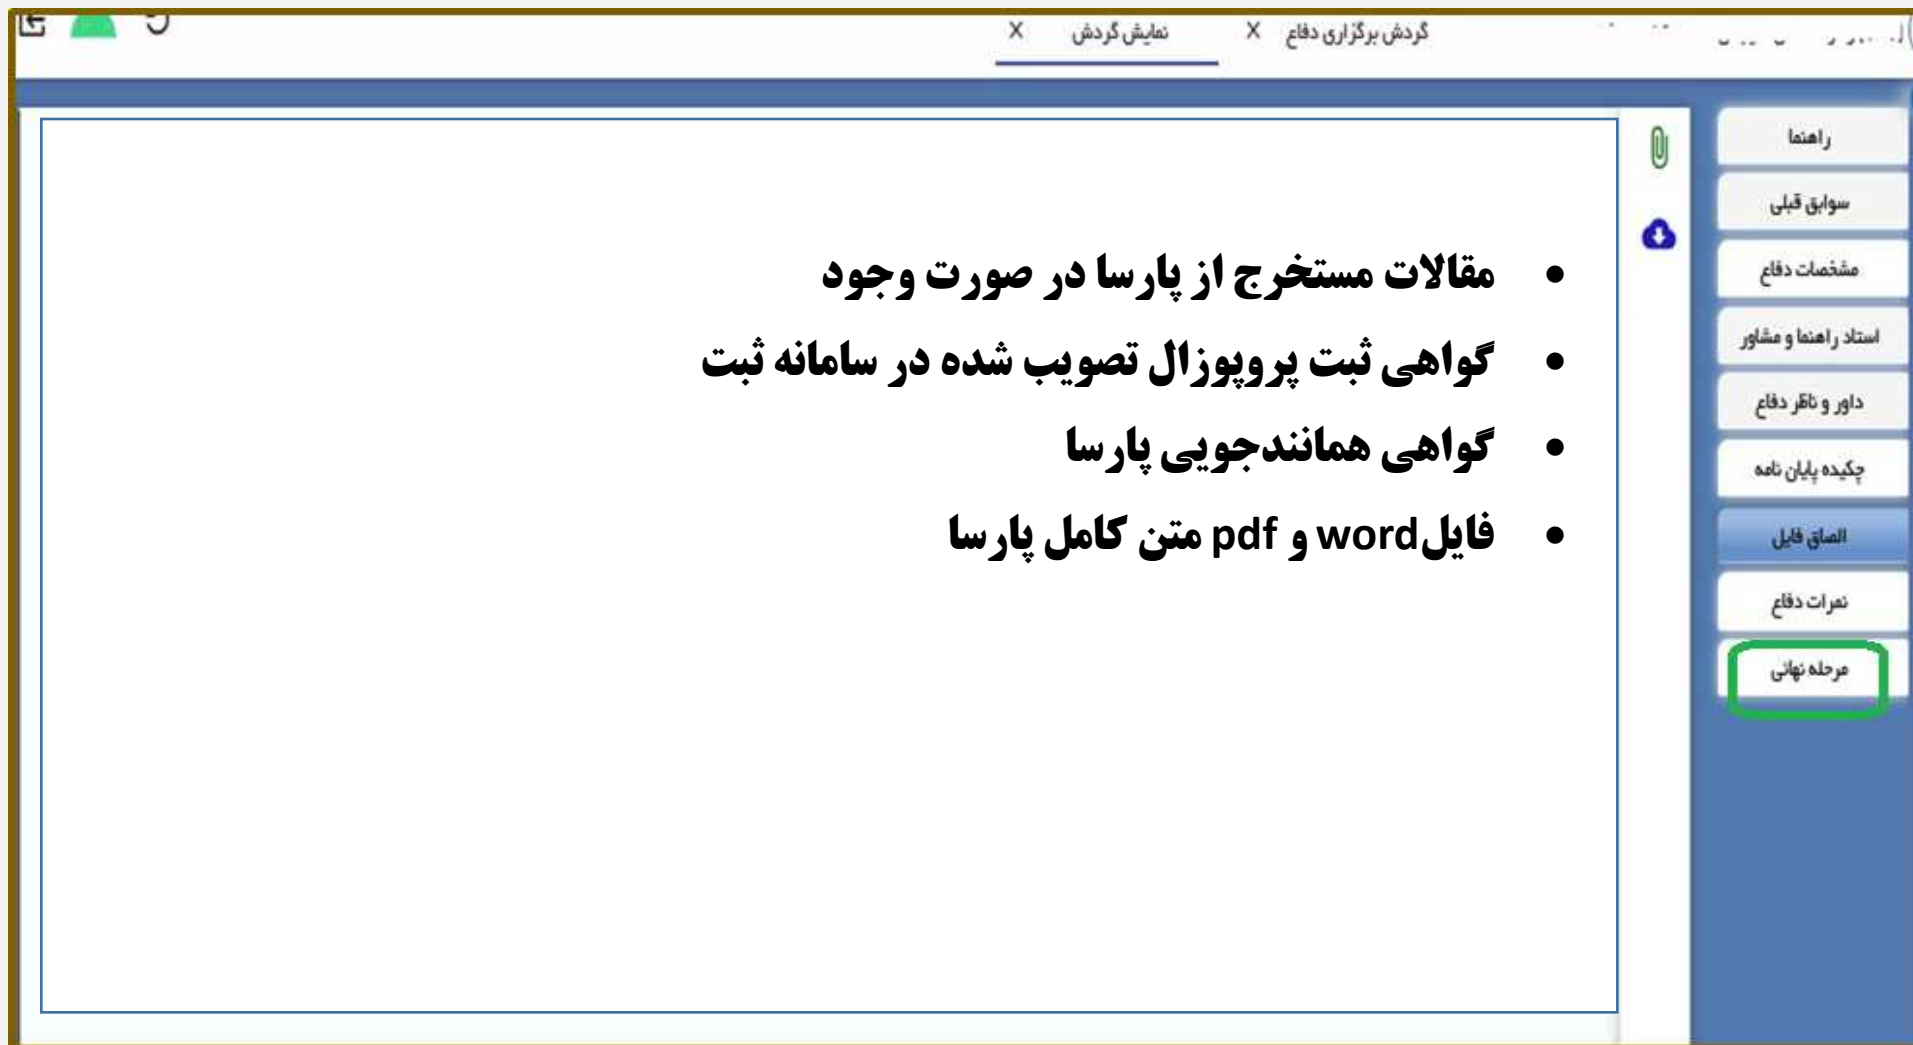 گردش برگزاری دفاع X
نمایش گردش X
راهنما
سوابق قبلی
مشخصات دفاع
استاد راهنما و مشاور
داور و ناظر دفاع
چکیده پایان نامه
الصاق فایل
نمرات دفاع
مرحله نهائی
• مقالات مستخرج از پارسا در صورت وجود
• گواهی ثبت پروپوزال تصویب شده در سامانه ثبت
• گواهی همانندجویی پارسا
• فایلword و pdf متن کامل پارسا